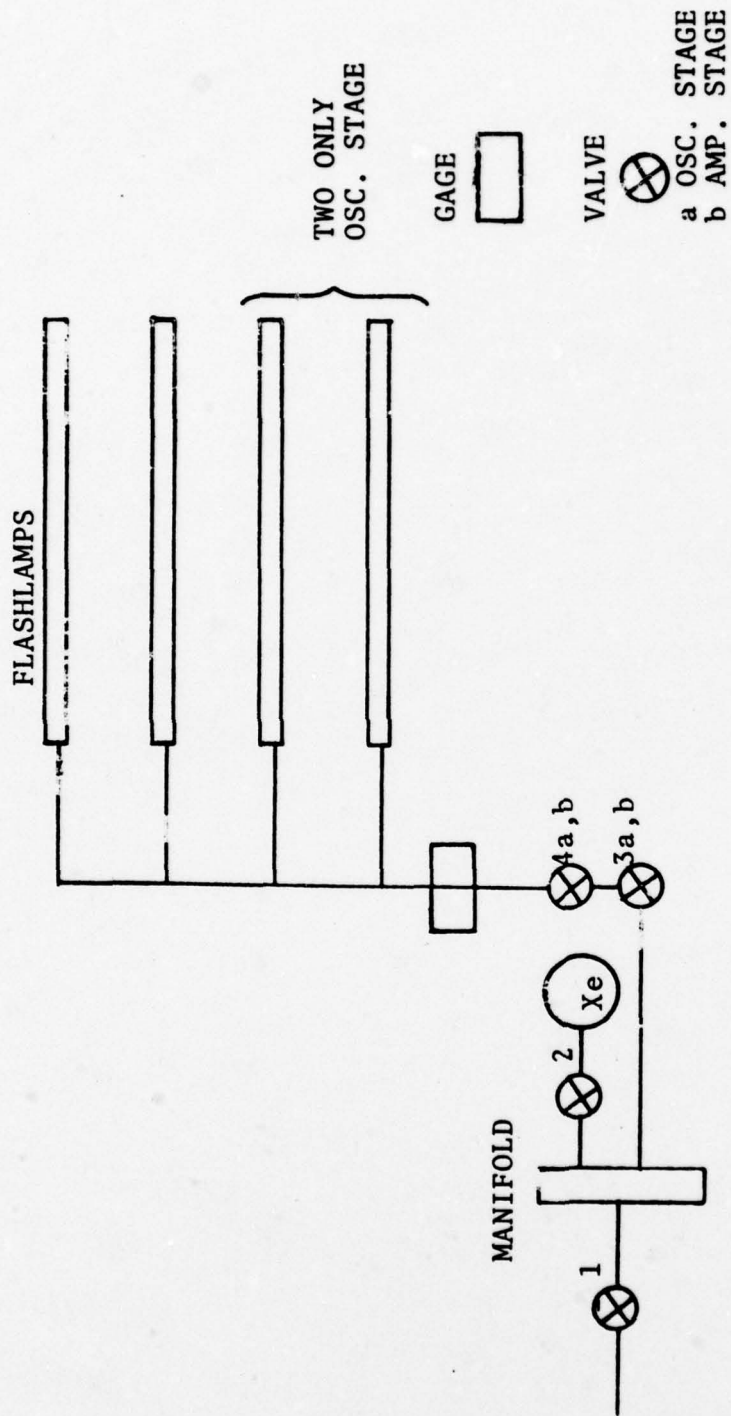 FLASHLAMPS
TWO ONLY
OSC. STAGE
GAGE
VALVE
a OSC. STAGE
b AMP. STAGE
4a,b
3a,b
Xe
2
MANIFOLD
1